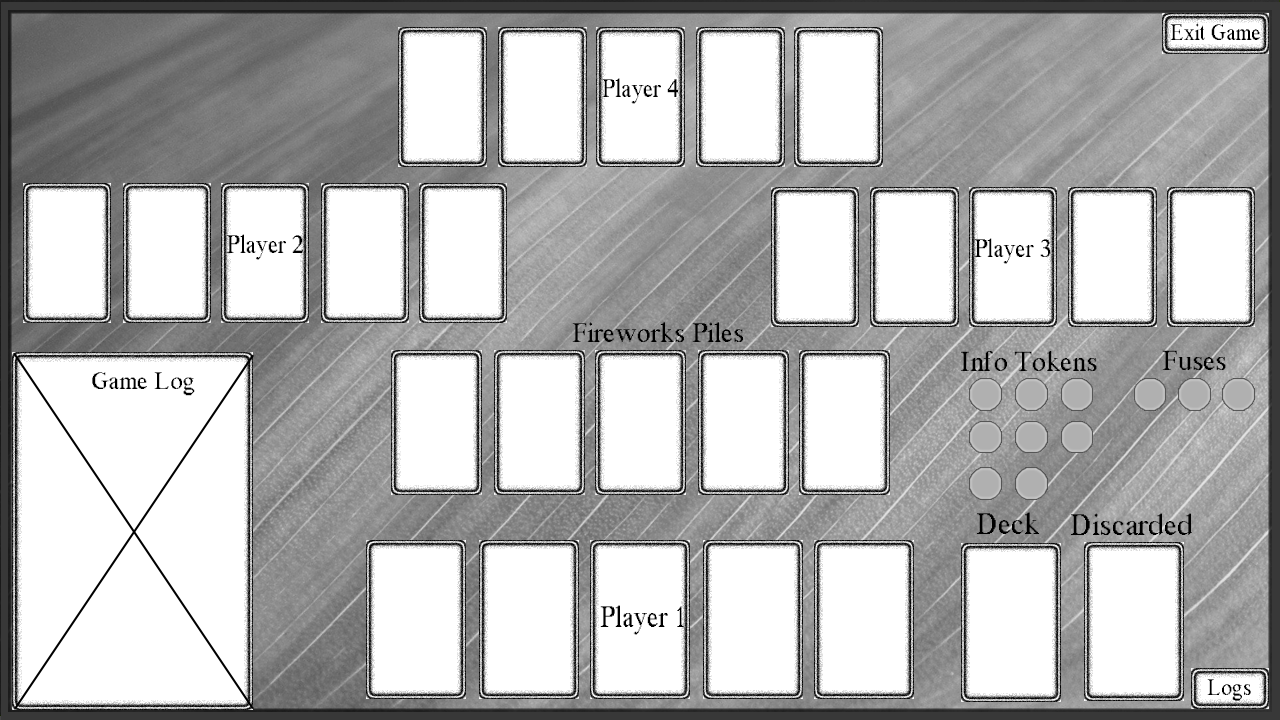 Exit Game
Player 4
Player 2
Player 3
Fireworks Piles
Info Tokens
Fuses
Game Log
Deck
Discarded
Player 1
Logs